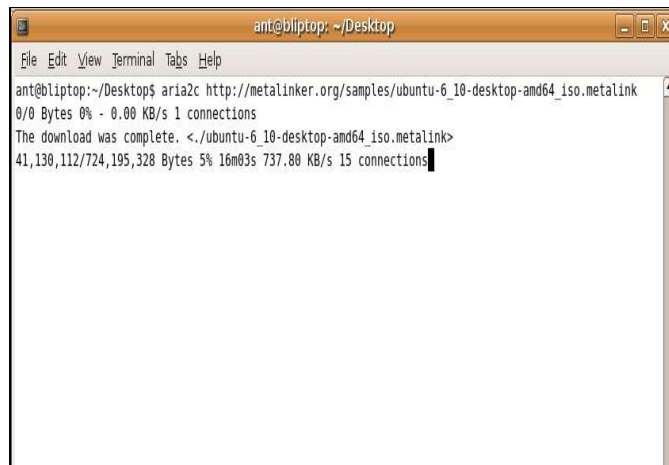 ant@bliptop: ~/Desktop
File Edit View Terminal Tabs Help
ant@bliptop:~/Desktop$ aria2c http://metalinker.org/samples/ubuntu-6_10-desktop-amd64_iso.metalink
0/0 Bytes 0% - 0.00 KB/s 1 connections
The download was complete. <./ubuntu-6_10-desktop-amd64_iso.metalink>
41,130,112/724,195,328 Bytes 5% 16m03s 737.80 KB/s 15 connections